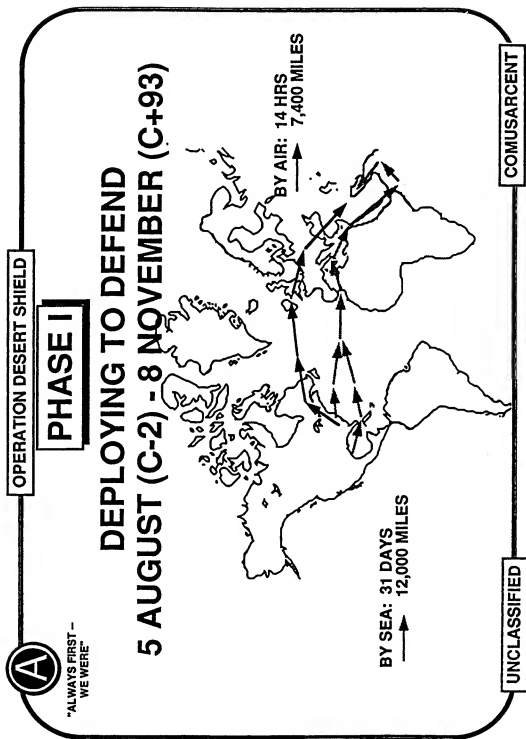 OPERATION DESERT SHIELD
A
"ALWAYS FIRST –
WE WERE"
PHASE I
DEPLOYING TO DEFEND
5 AUGUST (C-2) - 8 NOVEMBER (C+93)
BY AIR: 14 HRS
7,400 MILES
BY SEA: 31 DAYS
12,000 MILES
UNCLASSIFIED
COMUSARCENT